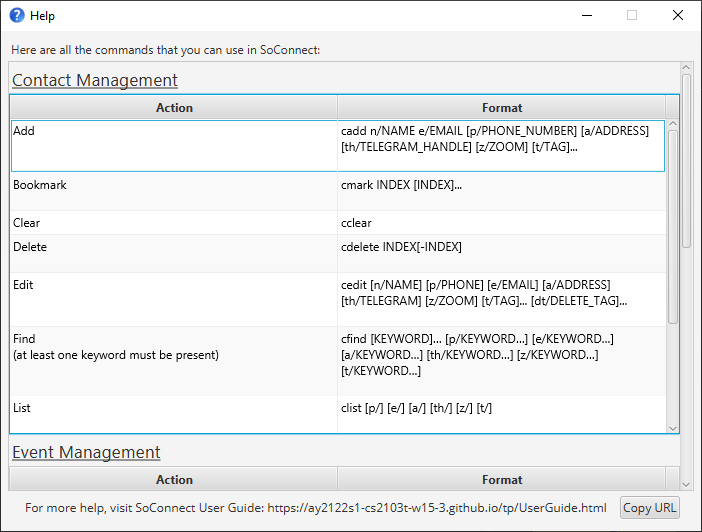 Help
Here are all the commands that you can use in SoConnect:
Contact Management
Action Format
Add cadd n/NAME e/EMAIL [p/PHONE_NUMBER] [a/ADDRESS]
[th/TELEGRAM_HANDLE] [z/ZOOM] [t/TAG]...
Bookmark cmark INDEX [INDEX]...
Clear cclear
Delete cdelete INDEX[-INDEX]
Edit cedit [n/NAME] [p/PHONE] [e/EMAIL] [a/ADDRESS]
[th/TELEGRAM] [z/ZOOM] [t/TAG]... [dt/DELETE_TAG]...
Find cfind [KEYWORD]... [p/KEYWORD...] [e/KEYWORD...]
(at least one keyword must be present) [a/KEYWORD...] [th/KEYWORD...] [z/KEYWORD...]
[t/KEYWORD...]
List clist [p/] [e/] [a/] [th/] [z/] [t/]
Event Management
Action Format
For more help, visit SoConnect User Guide: https://ay2122s1-cs2103t-w15-3.github.io/tp/UserGuide.html Copy URL